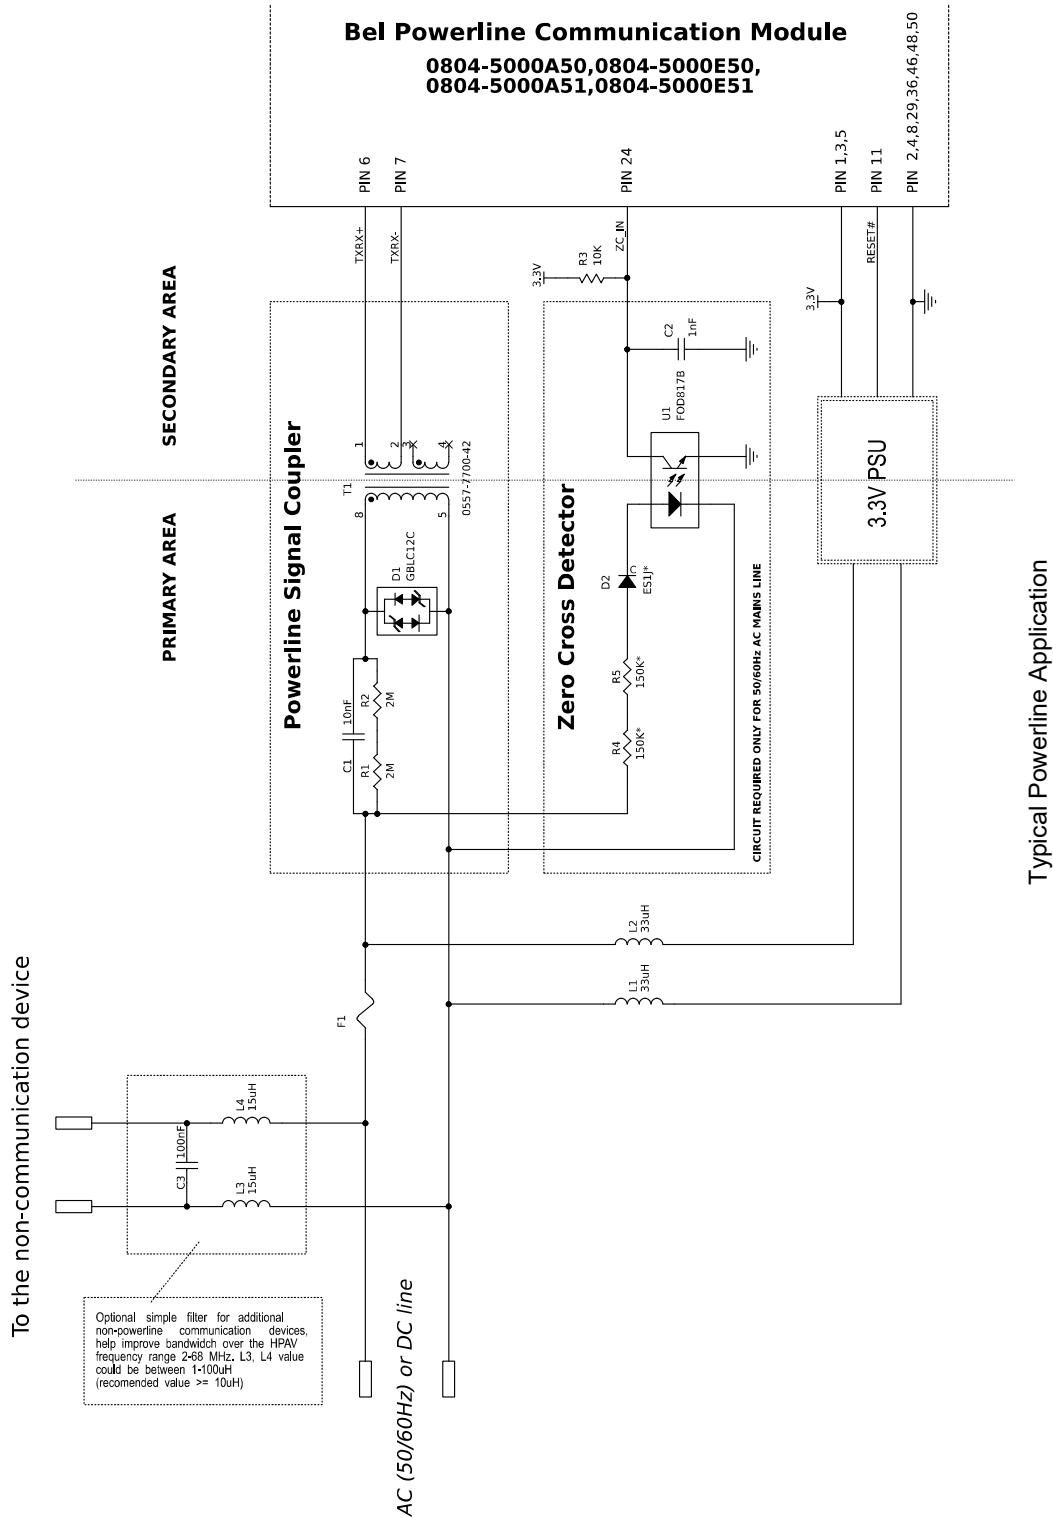 Bel Powerline Communication Module
0804-5000A50,0804-5000E50,
0804-5000A51,0804-5000E51
PIN 6
PIN 7
PIN 24
PIN 1,3,5
PIN 11
PIN 2,4,8,29,36,46,48,50
TXRX+
TXRX-
ZC_IN
RESET#
R3
10K
3.3V
3.3V
SECONDARY AREA
PRIMARY AREA
Powerline Signal Coupler
C2
1nF
U1
FOD817B
1
2
3
4
T1
8
5
0557-7700-42
D1
GBLC12C
C1
10nF
R1
2M
R2
2M
Zero Cross Detector
D2
C
ES1J*
R5
150K*
R4
150K*
CIRCUIT REQUIRED ONLY FOR 50/60Hz AC MAINS LINE
3.3V PSU
L2
33uH
L1
33uH
F1
To the non-communication device
L4
15uH
C3
100nF
L3
15uH
Optional simple filter for additional
non-powerline communication devices,
help improve bandwidch over the HPAV
frequency range 2-68 MHz. L3, L4 value
could be between 1-100uH
(recomended value >= 10uH)
AC (50/60Hz) or DC line
Typical Powerline Application